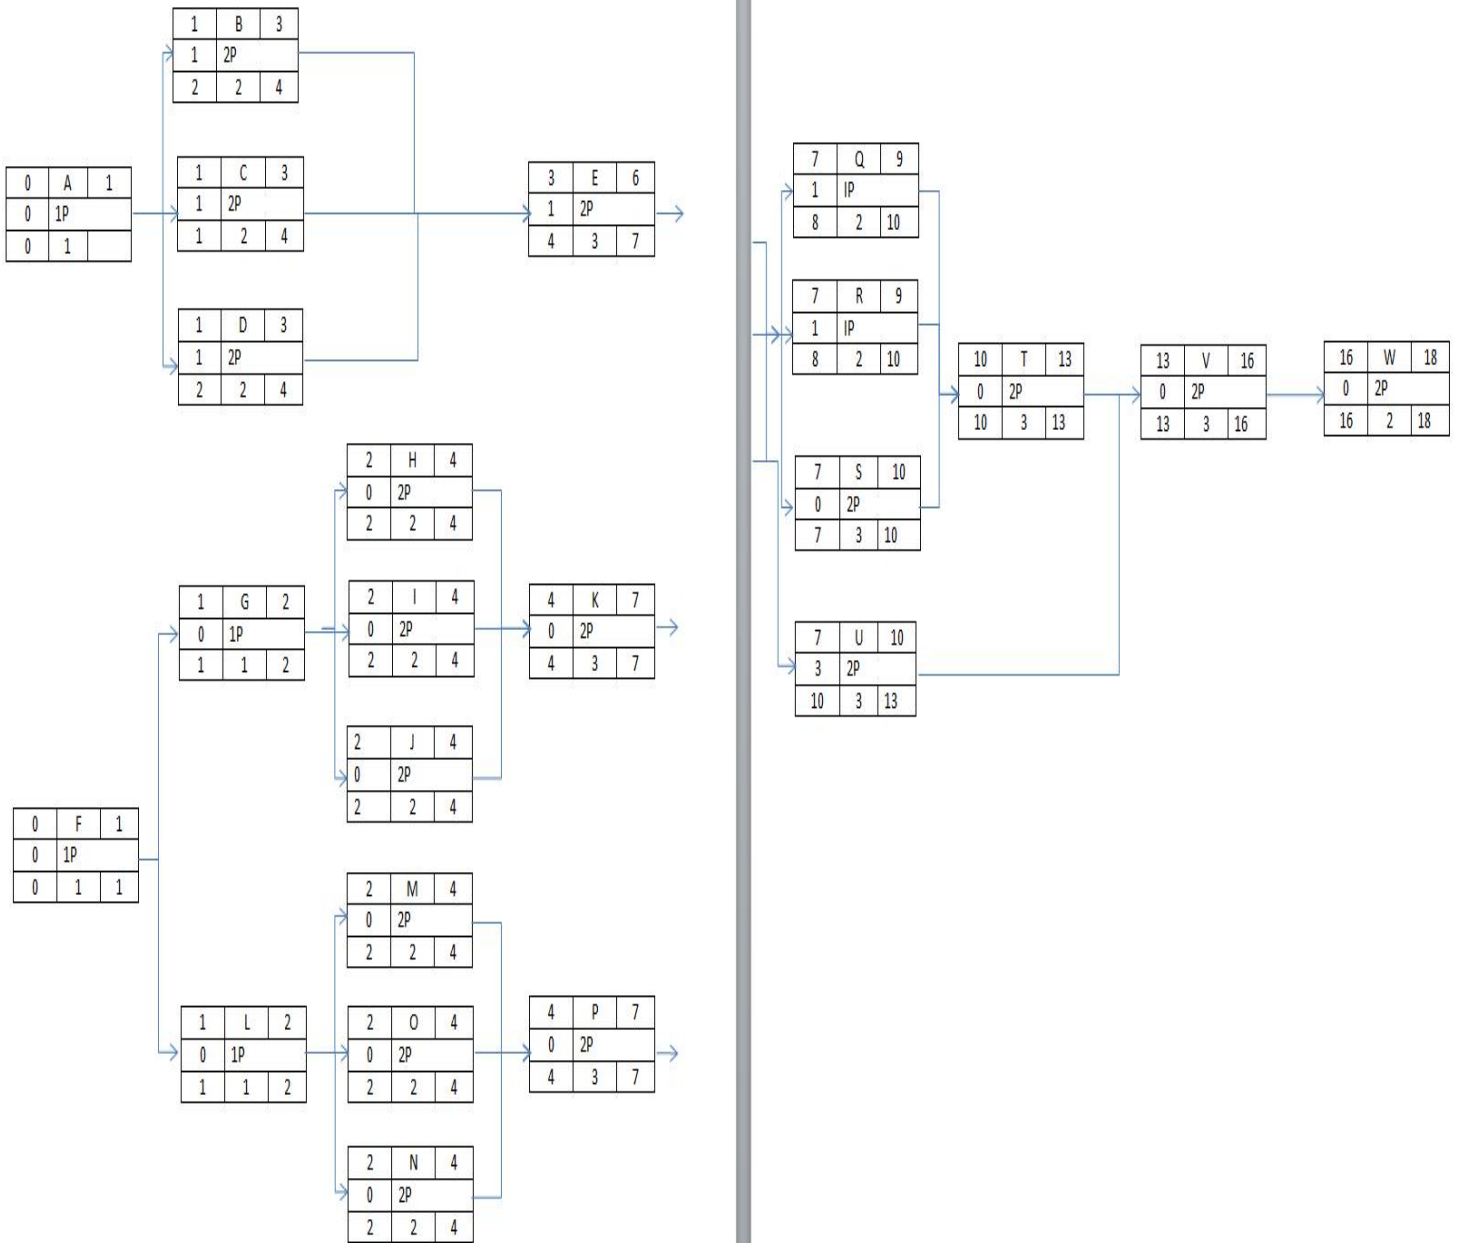 1 B 3
1 2P
2 2 4
0 A 1
0 1P
0 1
1 C 3
1 2P
1 2 4
3 E 6
1 2P
4 3 7
1 D 3
1 2P
2 2 4
2 H 4
0 2P
2 2 4
1 G 2
0 1P
1 1 2
2 I 4
0 2P
2 2 4
4 K 7
0 2P
4 3 7
2 J 4
0 2P
2 2 4
0 F 1
0 1P
0 1 1
2 M 4
0 2P
2 2 4
1 L 2
0 1P
1 1 2
2 O 4
0 2P
2 2 4
4 P 7
0 2P
4 3 7
2 N 4
0 2P
2 2 4
7 Q 9
1 IP
8 2 10
7 R 9
1 IP
8 2 10
10 T 13
0 2P
10 3 13
13 V 16
0 2P
13 3 16
16 W 18
0 2P
16 2 18
7 S 10
0 2P
7 3 10
7 U 10
3 2P
10 3 13